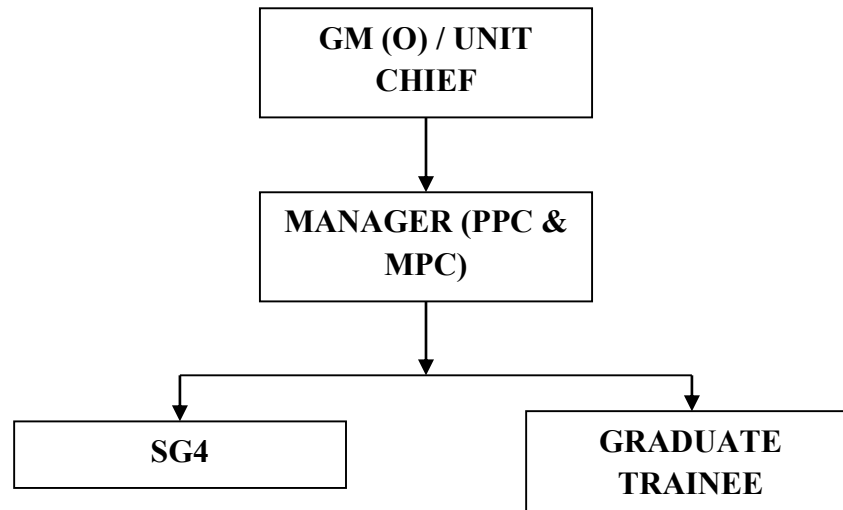 GM (O) / UNIT
CHIEF
MANAGER (PPC &
MPC)
SG4
GRADUATE
TRAINEE